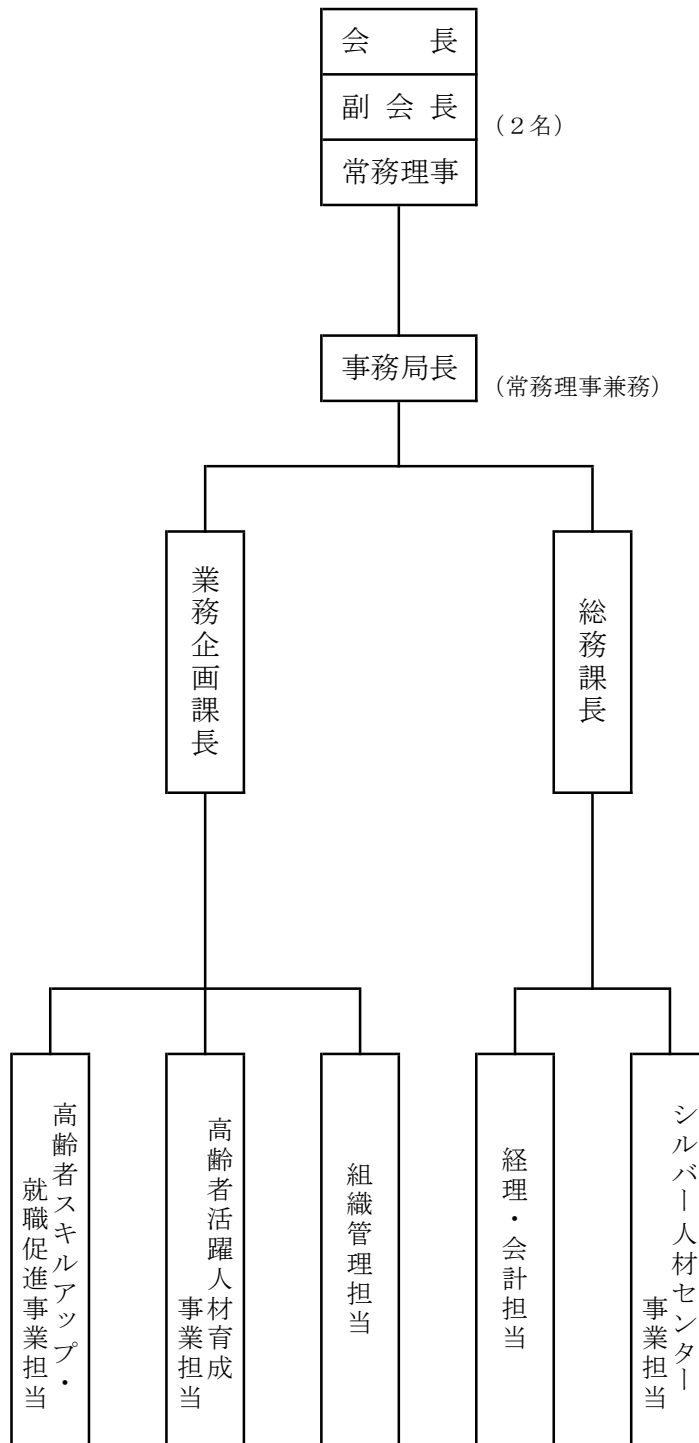 会長
副会長
(２名)
常務理事
事務局長
(常務理事兼務)
業務企画課長
総務課長
高齢者スキルアップ・
就職促進事業担当
高齢者活躍人材育成
事業担当
組織管理担当
経理・会計担当
シルバー人材センター
事業担当